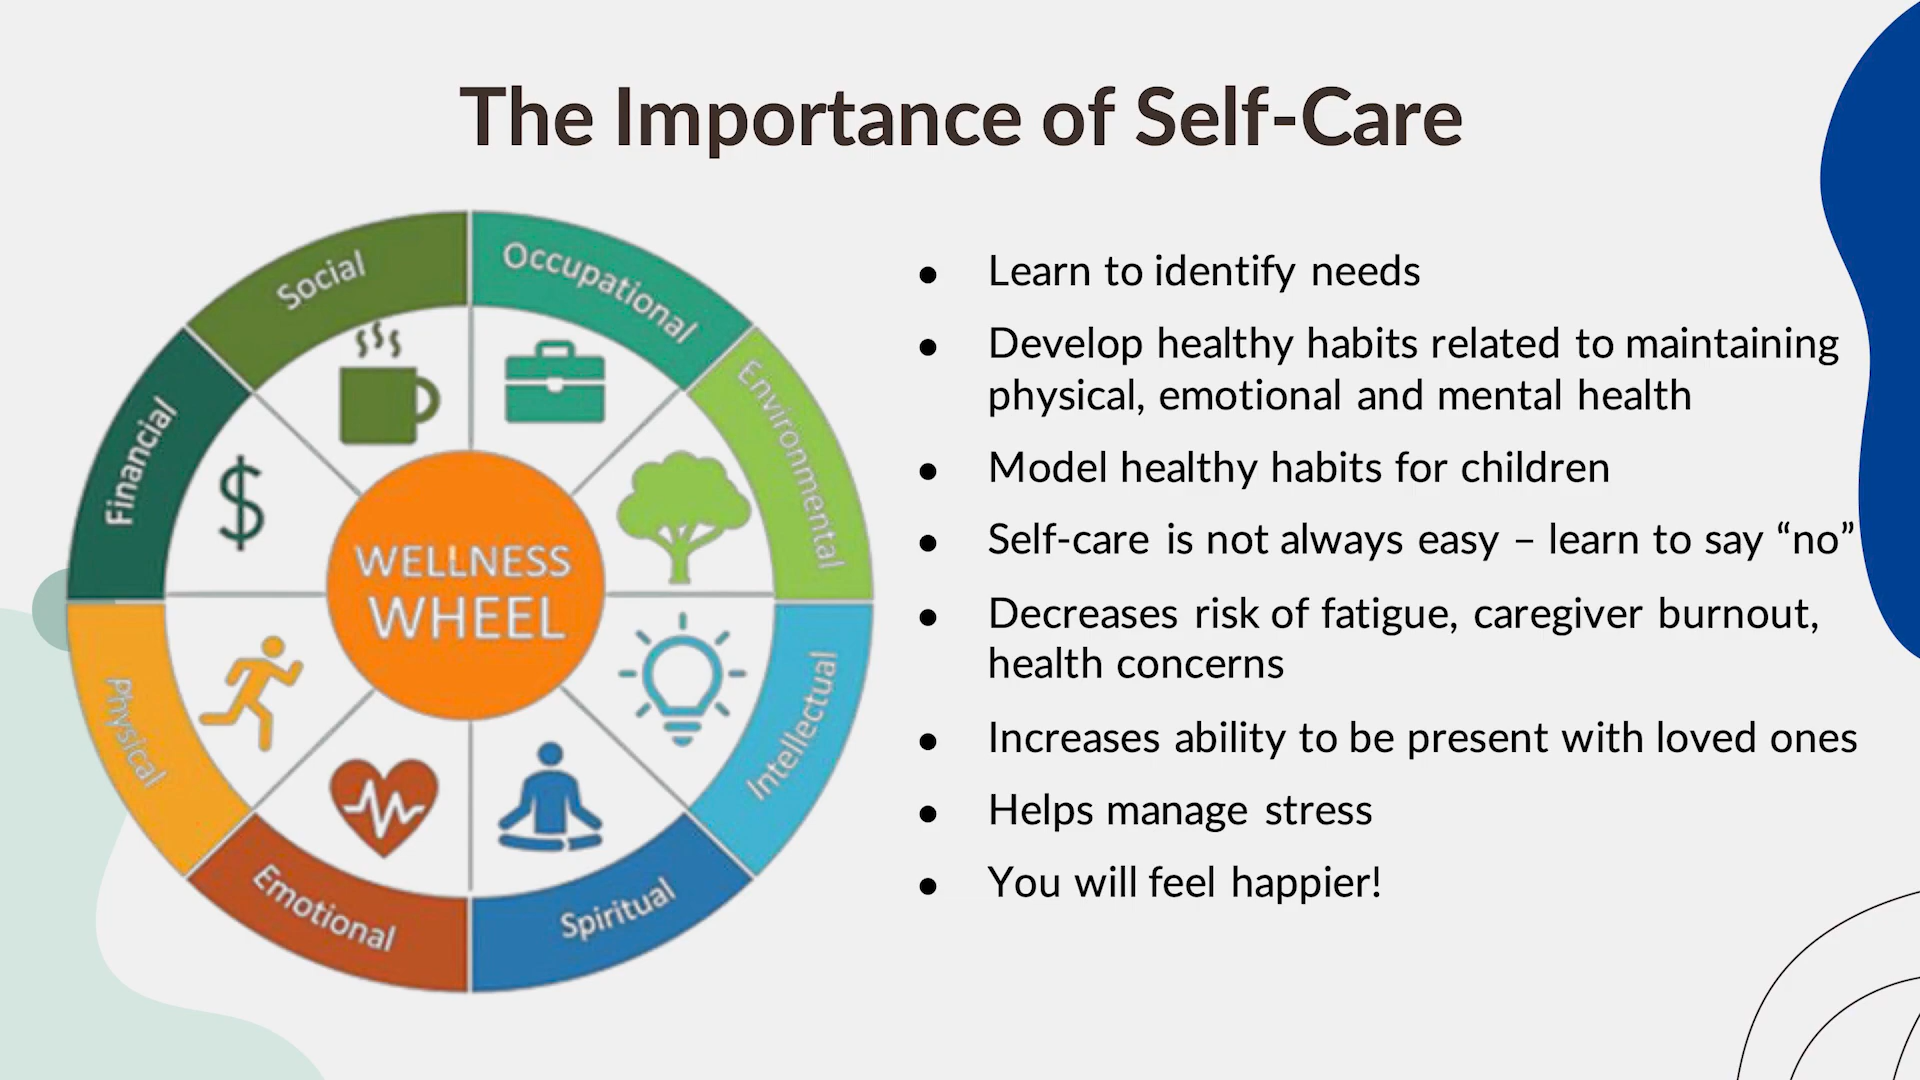 The Importance of Self-Care
Social
Occupational
Environmental
Intellectual
Spiritual
Emotional
Physical
Financial
$
WELLNESS
WHEEL
● Learn to identify needs
● Develop healthy habits related to maintaining
physical, emotional and mental health
● Model healthy habits for children
● Self-care is not always easy – learn to say “no”
● Decreases risk of fatigue, caregiver burnout,
health concerns
● Increases ability to be present with loved ones
● Helps manage stress
● You will feel happier!